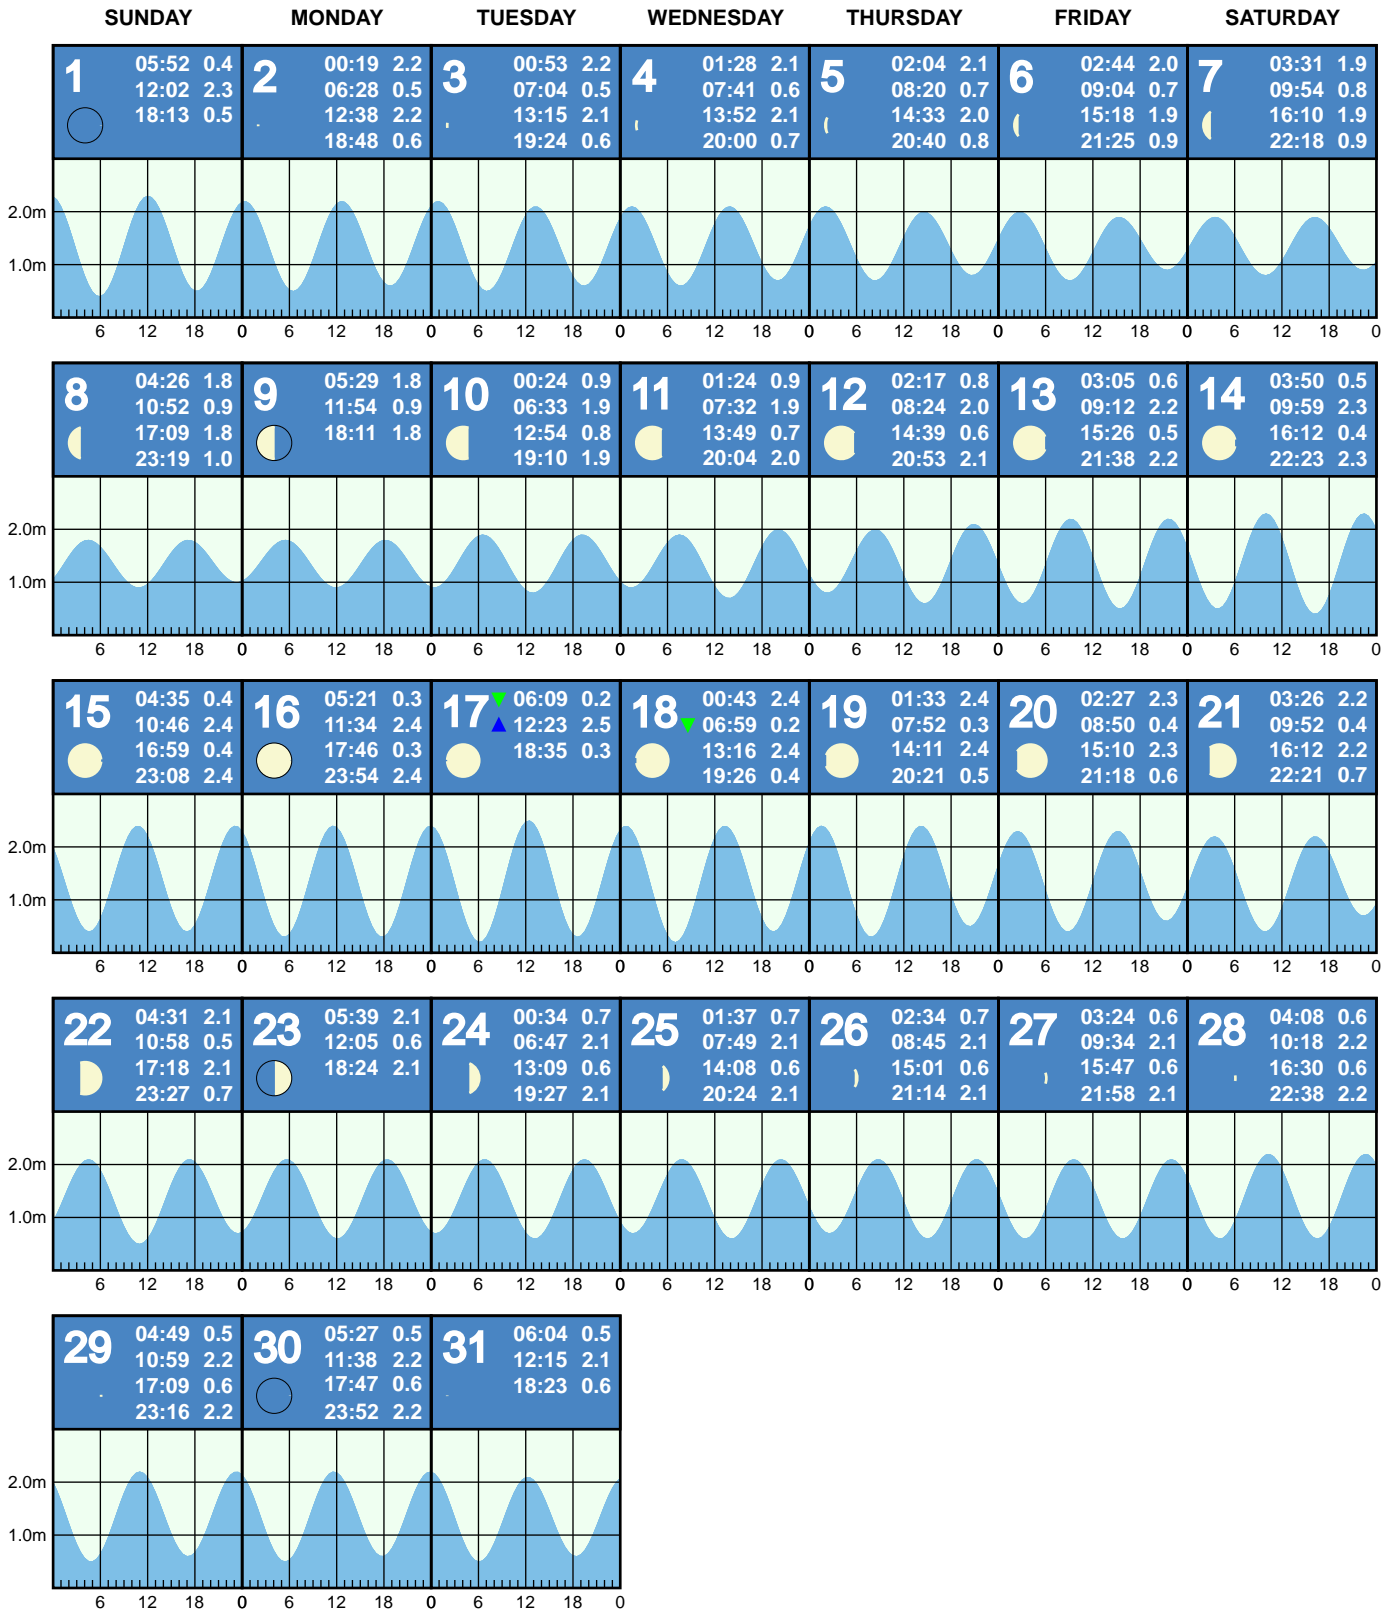 SUNDAY MONDAY TUESDAY WEDNESDAY THURSDAY FRIDAY SATURDAY
1 05:52 0.4 12:02 2.3 18:13 0.5
2 00:19 2.2 06:28 0.5 12:38 2.2 18:48 0.6
3 00:53 2.2 07:04 0.5 13:15 2.1 19:24 0.6
4 01:28 2.1 07:41 0.6 13:52 2.1 20:00 0.7
5 02:04 2.1 08:20 0.7 14:33 2.0 20:40 0.8
6 02:44 2.0 09:04 0.7 15:18 1.9 21:25 0.9
7 03:31 1.9 09:54 0.8 16:10 1.9 22:18 0.9
2.0m
1.0m
6 12 18 0 6 12 18 0 6 12 18 0 6 12 18 0 6 12 18 0 6 12 18 0 6 12 18 0
8 04:26 1.8 10:52 0.9 17:09 1.8 23:19 1.0
9 05:29 1.8 11:54 0.9 18:11 1.8
10 00:24 0.9 06:33 1.9 12:54 0.8 19:10 1.9
11 01:24 0.9 07:32 1.9 13:49 0.7 20:04 2.0
12 02:17 0.8 08:24 2.0 14:39 0.6 20:53 2.1
13 03:05 0.6 09:12 2.2 15:26 0.5 21:38 2.2
14 03:50 0.5 09:59 2.3 16:12 0.4 22:23 2.3
2.0m
1.0m
6 12 18 0 6 12 18 0 6 12 18 0 6 12 18 0 6 12 18 0 6 12 18 0 6 12 18 0
15 04:35 0.4 10:46 2.4 16:59 0.4 23:08 2.4
16 05:21 0.3 11:34 2.4 17:46 0.3 23:54 2.4
17 06:09 0.2 12:23 2.5 18:35 0.3
18 00:43 2.4 06:59 0.2 13:16 2.4 19:26 0.4
19 01:33 2.4 07:52 0.3 14:11 2.4 20:21 0.5
20 02:27 2.3 08:50 0.4 15:10 2.3 21:18 0.6
21 03:26 2.2 09:52 0.4 16:12 2.2 22:21 0.7
2.0m
1.0m
6 12 18 0 6 12 18 0 6 12 18 0 6 12 18 0 6 12 18 0 6 12 18 0 6 12 18 0
22 04:31 2.1 10:58 0.5 17:18 2.1 23:27 0.7
23 05:39 2.1 12:05 0.6 18:24 2.1
24 00:34 0.7 06:47 2.1 13:09 0.6 19:27 2.1
25 01:37 0.7 07:49 2.1 14:08 0.6 20:24 2.1
26 02:34 0.7 08:45 2.1 15:01 0.6 21:14 2.1
27 03:24 0.6 09:34 2.1 15:47 0.6 21:58 2.1
28 04:08 0.6 10:18 2.2 16:30 0.6 22:38 2.2
2.0m
1.0m
6 12 18 0 6 12 18 0 6 12 18 0 6 12 18 0 6 12 18 0 6 12 18 0 6 12 18 0
29 04:49 0.5 10:59 2.2 17:09 0.6 23:16 2.2
30 05:27 0.5 11:38 2.2 17:47 0.6 23:52 2.2
31 06:04 0.5 12:15 2.1 18:23 0.6
2.0m
1.0m
6 12 18 0 6 12 18 0 6 12 18 0